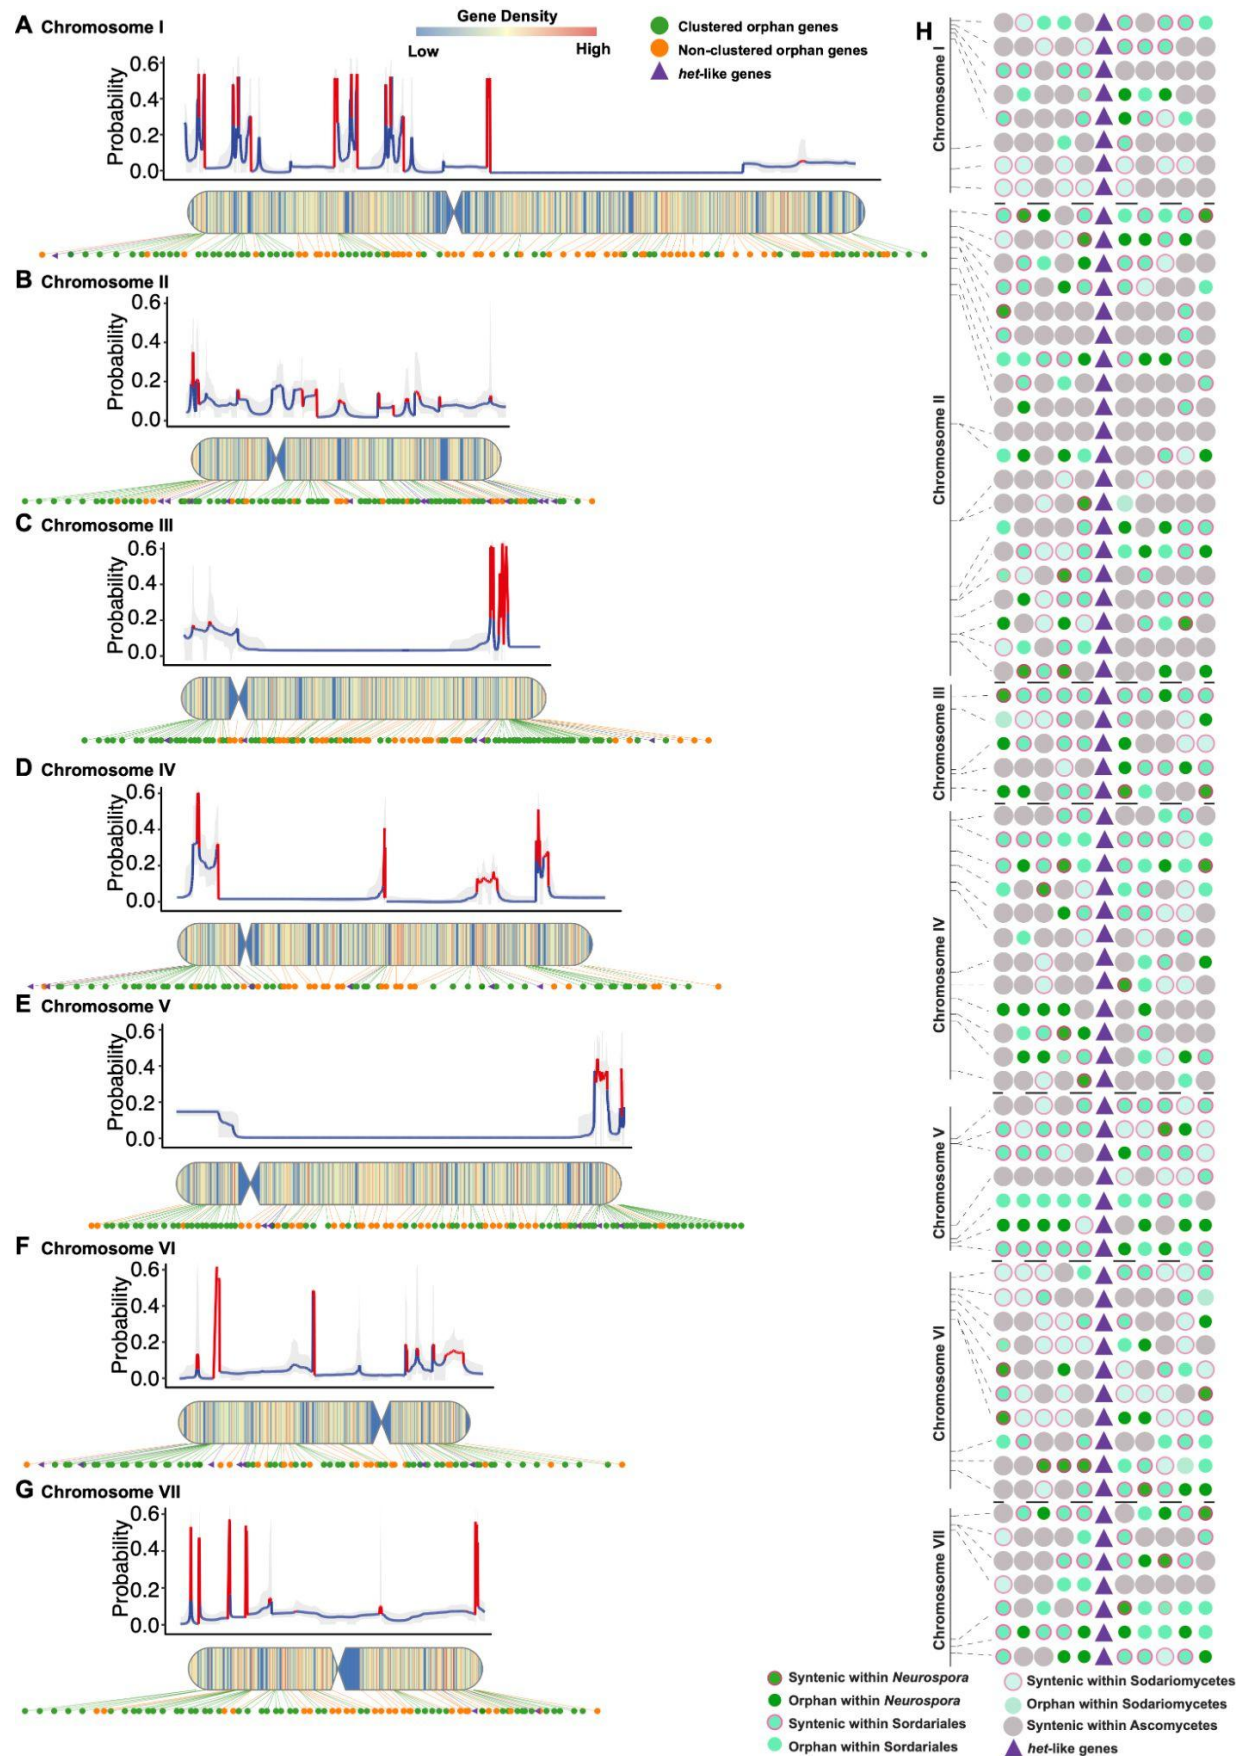 A Chromosome I
Gene Density
Low High
Clustered orphan genes
Non-clustered orphan genes
het-like genes
Probability
0.6
0.4
0.2
0.0
B Chromosome II
Probability
0.6
0.4
0.2
0.0
C Chromosome III
Probability
0.6
0.4
0.2
0.0
D Chromosome IV
Probability
0.6
0.4
0.2
0.0
E Chromosome V
Probability
0.6
0.4
0.2
0.0
F Chromosome VI
Probability
0.6
0.4
0.2
0.0
G Chromosome VII
Probability
0.6
0.4
0.2
0.0
H
Chromosome I
Chromosome II
Chromosome III
Chromosome IV
Chromosome V
Chromosome VI
Chromosome VII
Syntenic within Neurospora
Orphan within Neurospora
Syntenic within Sordariales
Orphan within Sordariales
Syntenic within Sodariomycetes
Orphan within Sodariomycetes
Syntenic within Ascomycetes
het-like genes